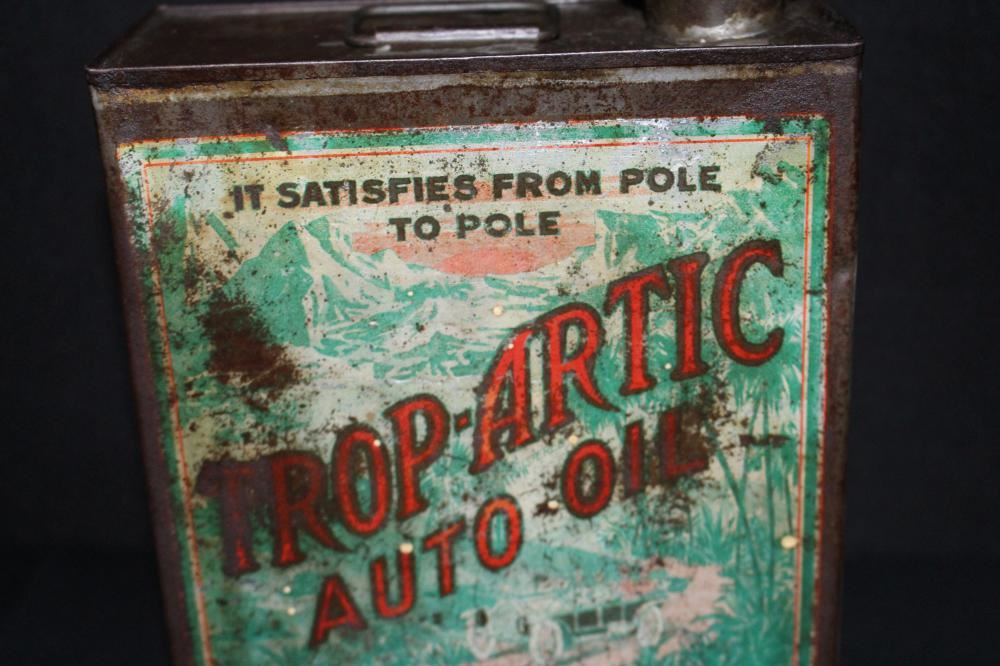 IT SATISFIES FROM POLE
TO POLE
TROP-ARTIC
AUTO OIL